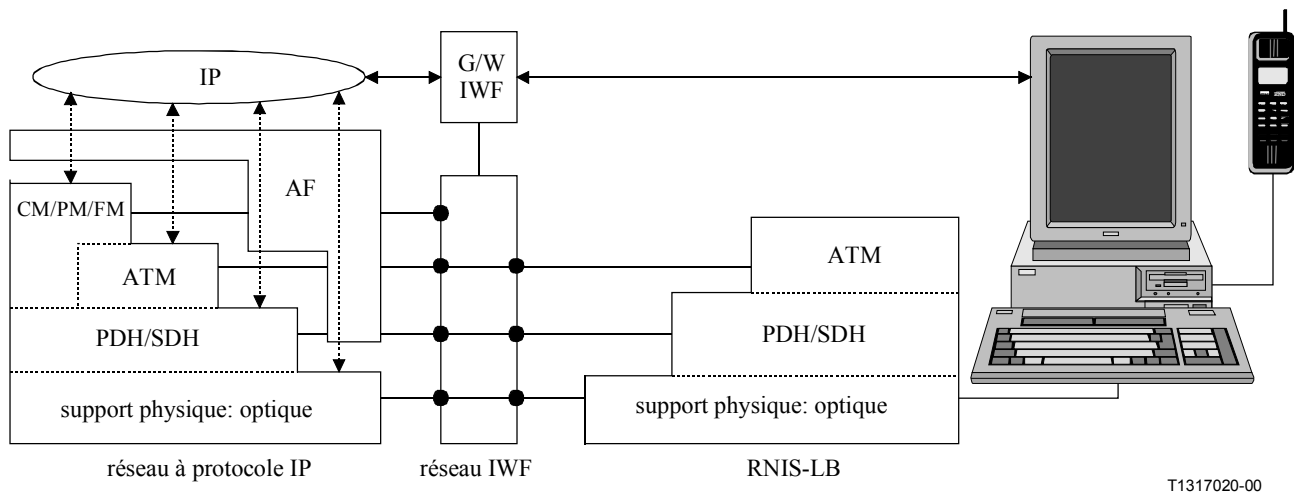 IP
G/W
IWF
AF
CM/PM/FM
ATM
ATM
PDH/SDH
PDH/SDH
support physique: optique
support physique: optique
réseau à protocole IP
réseau IWF
RNIS-LB
T1317020-00